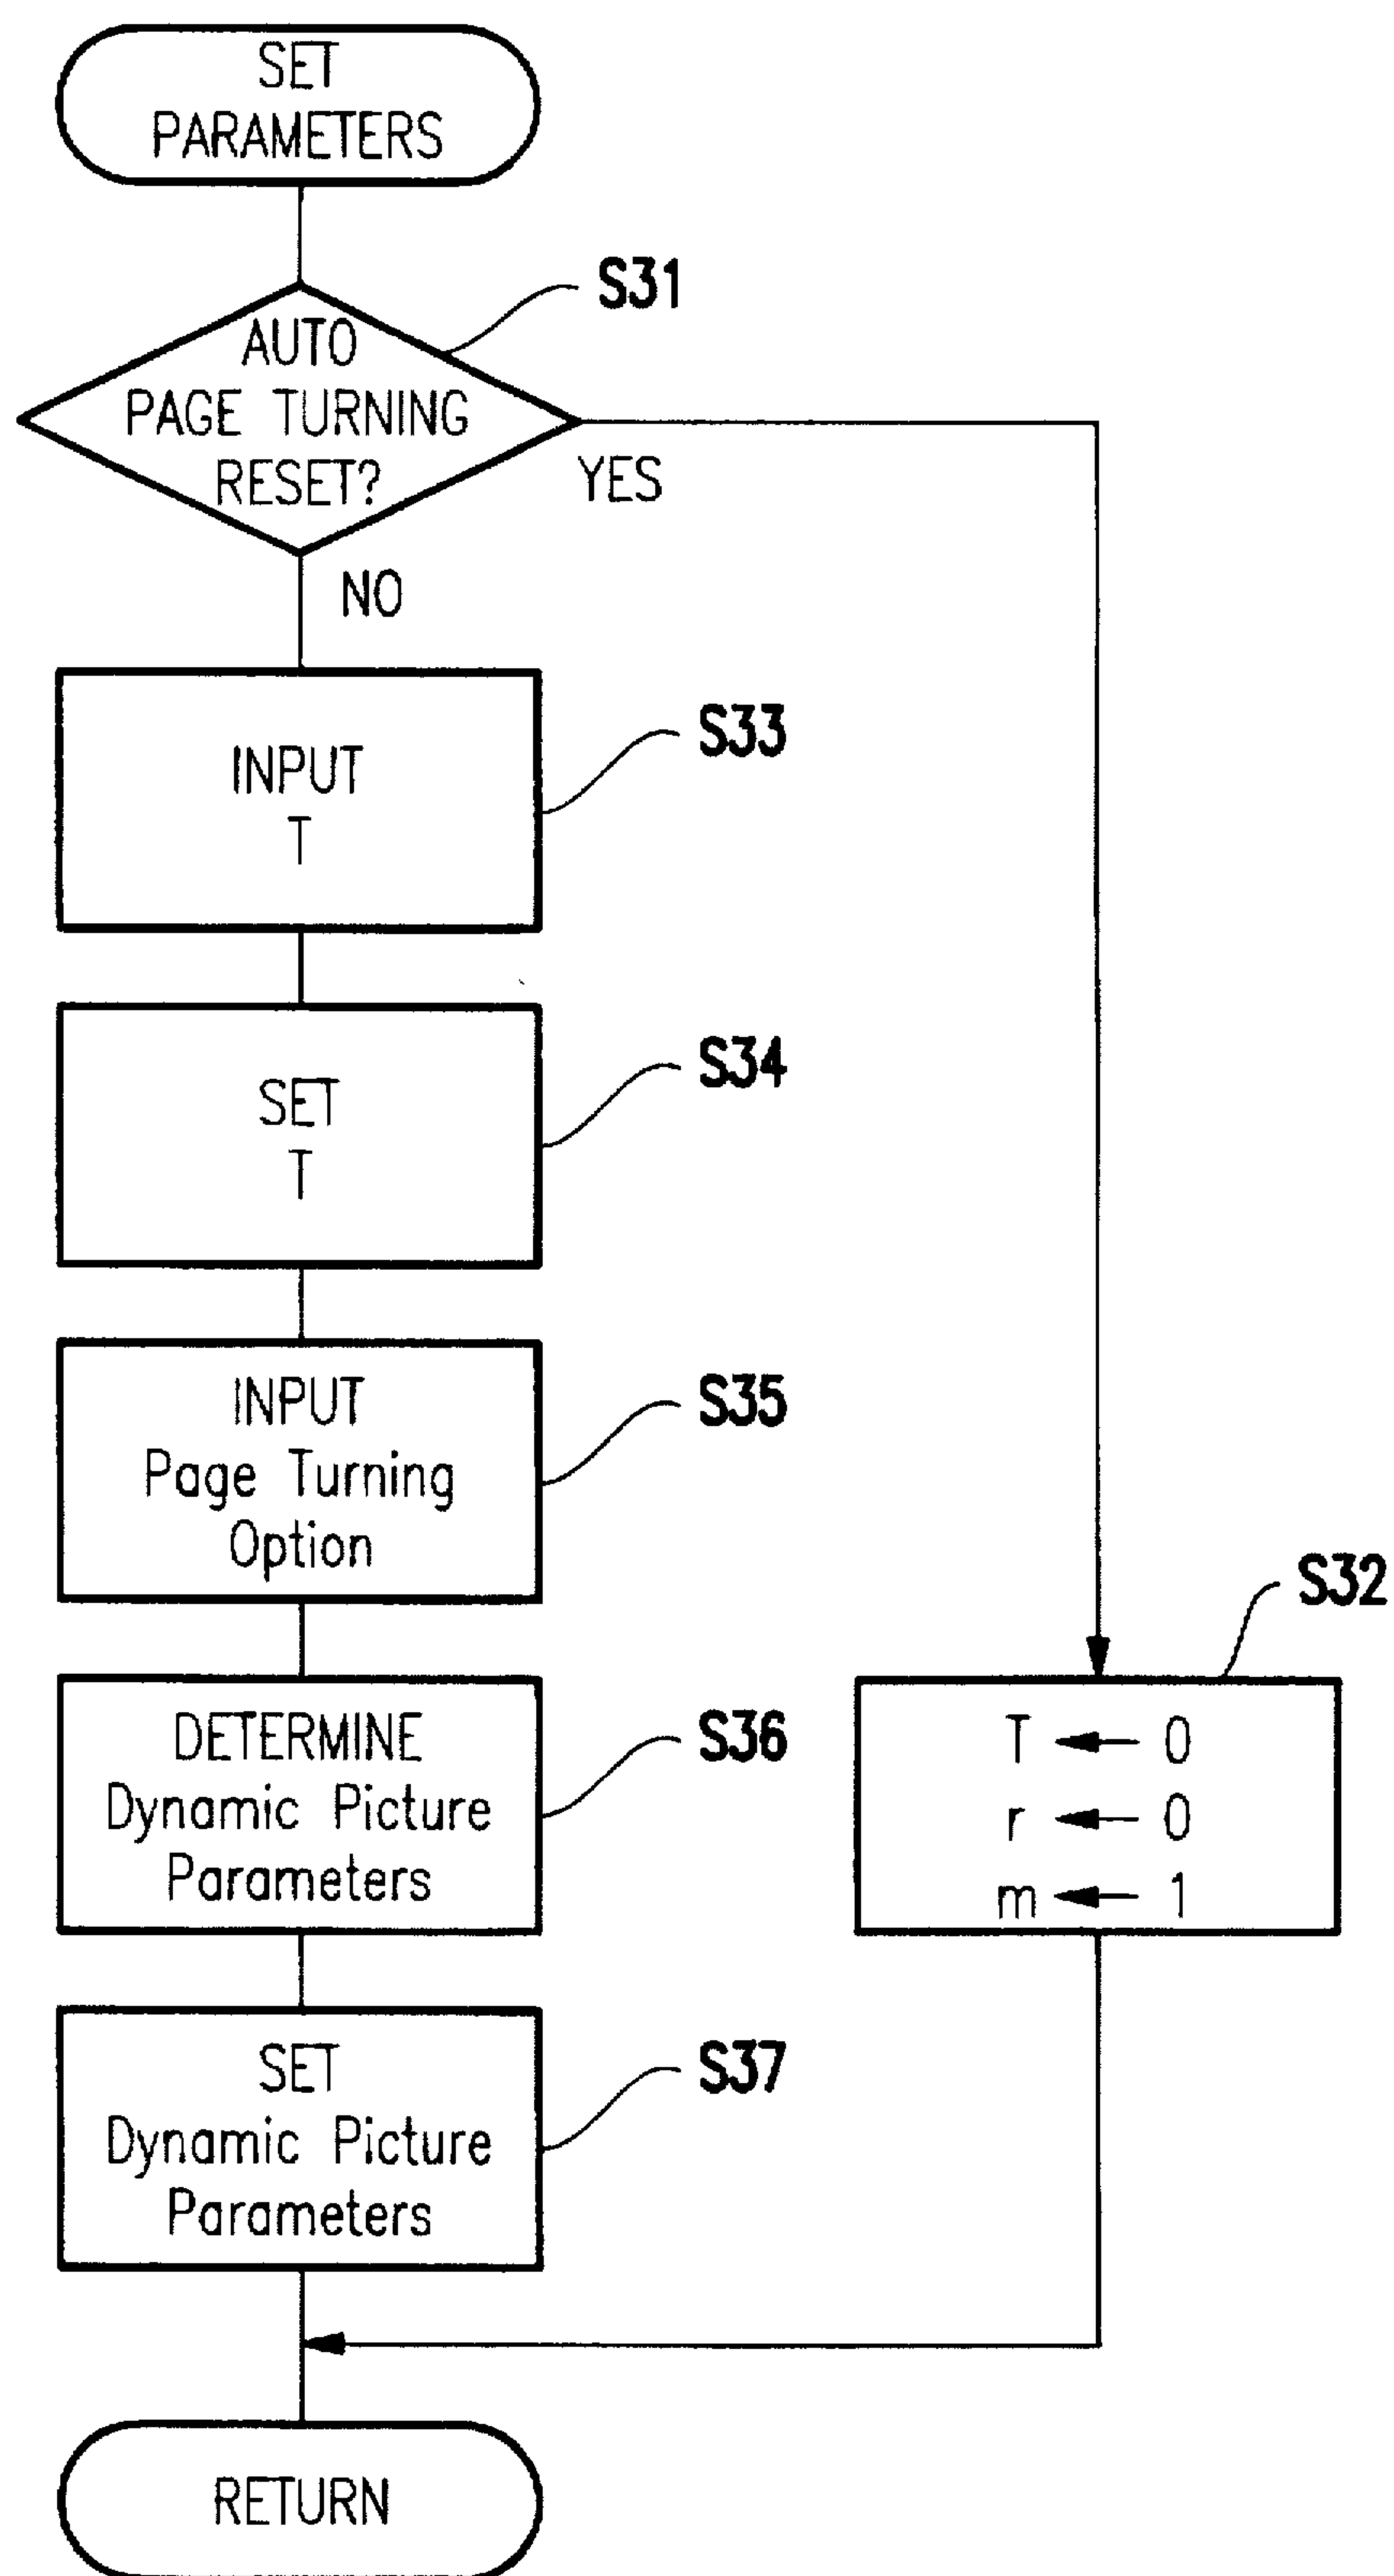 SET
PARAMETERS
S31
AUTO
PAGE TURNING
RESET?
YES
NO
S33
INPUT
T
S34
SET
T
S35
INPUT
Page Turning
Option
S32
T ← 0
r ← 0
m ← 1
S36
DETERMINE
Dynamic Picture
Parameters
S37
SET
Dynamic Picture
Parameters
RETURN